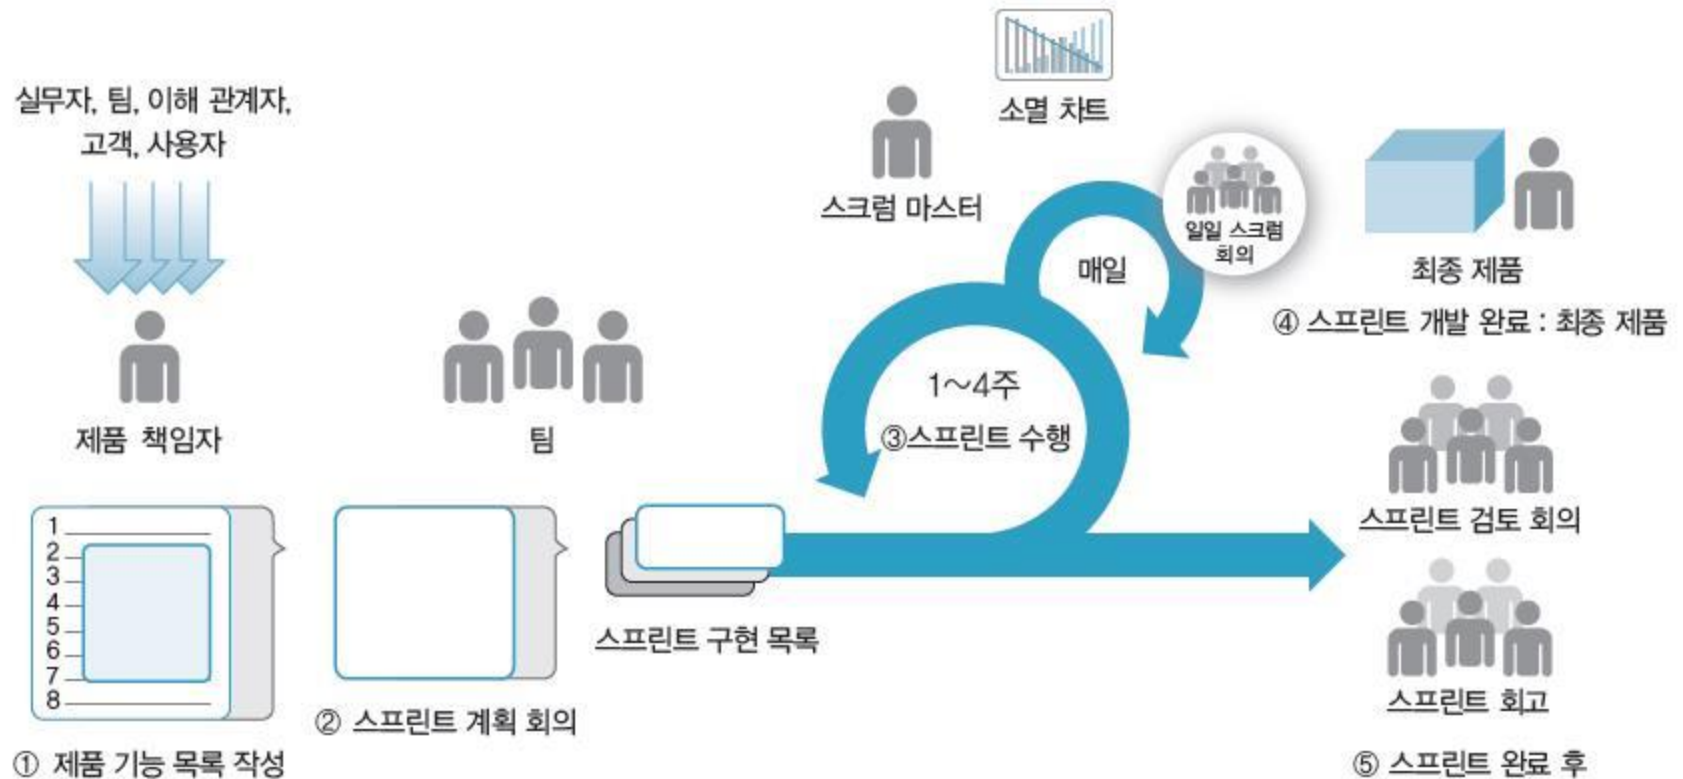 실무자, 팀, 이해 관계자,
고객, 사용자
제품 책임자
1
2
3
4
5
6
7
8
① 제품 기능 목록 작성
팀
② 스프린트 계획 회의
스프린트 구현 목록
스크럼 마스터
소멸 차트
매일
일일 스크럼
회의
1~4주
③스프린트 수행
최종 제품
④ 스프린트 개발 완료 : 최종 제품
스프린트 검토 회의
스프린트 회고
⑤ 스프린트 완료 후